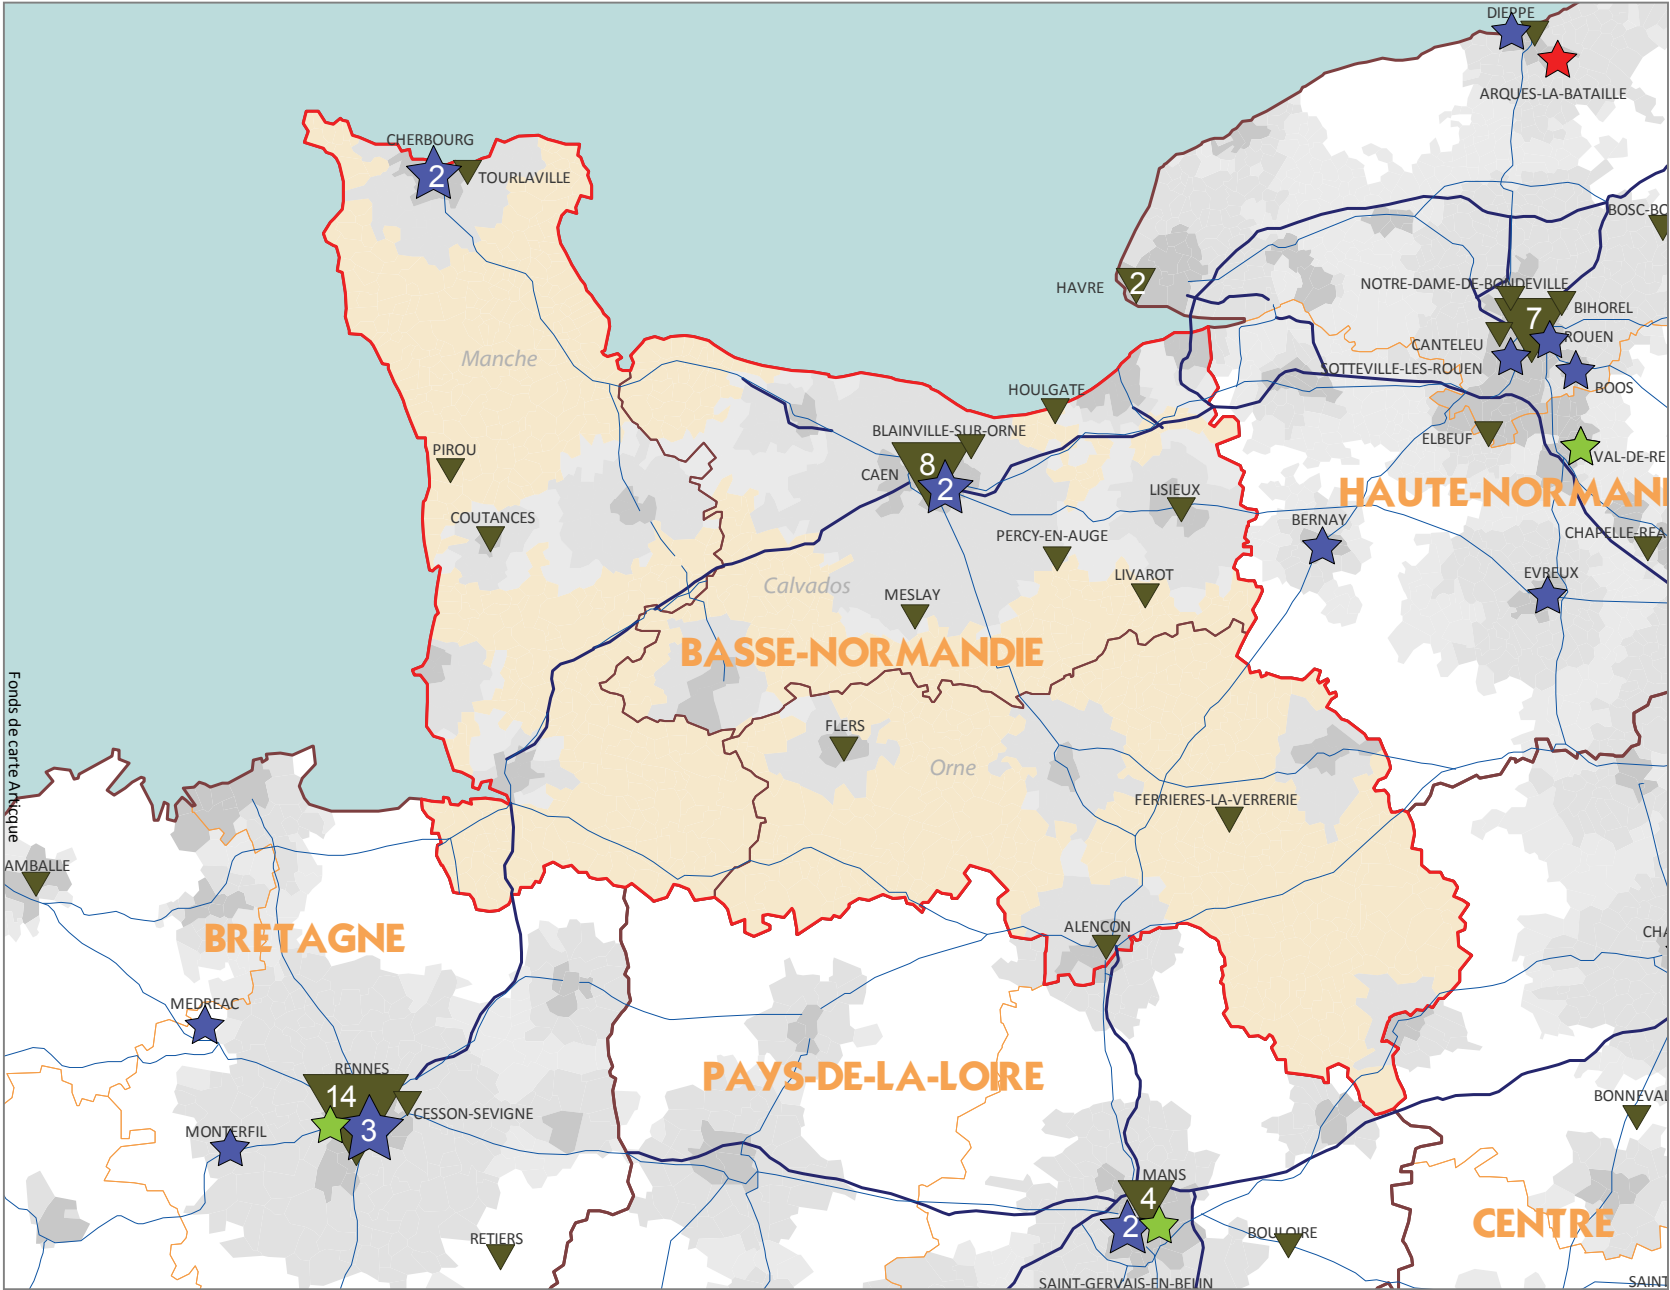 DIEPPE
ARQUES-LA-BATAILLE
CHERBOURG
2
TOURLAVILLE
BOSC-BO
HAVRE
2
NOTRE-DAME-DE-BONDEVILLE
BIHOREL
7
ROUEN
CANTELEU
SOTTEVILLE-LES-ROUEN
BOOS
Manche
HOULGATE
BLAINVILLE-SUR-ORNE
ELBEUF
PIROU
8
CAEN
2
VAL-DE-RE
LISIEUX
HAUTE-NORMAN
COUTANCES
BERNAY
PERCY-EN-AUGE
CHAPELLE-REA
LIVAROT
EVREUX
Calvados
MESLAY
BASSE-NORMANDIE
Fonds de carte Articque
FLERS
Orne
FERRIERES-LA-VERRERIE
AMBALLE
ALENCON
CHA
BRETAGNE
MEDREAC
RENNES
PAYS-DE-LA-LOIRE
14
BONNEVAL
CESSON-SEVIGNE
MONTERFIL
3
MANS
4
2
BOULOIRE
CENTRE
RETIERS
SAINT-GERVAIS-EN-BELIN
SAINT